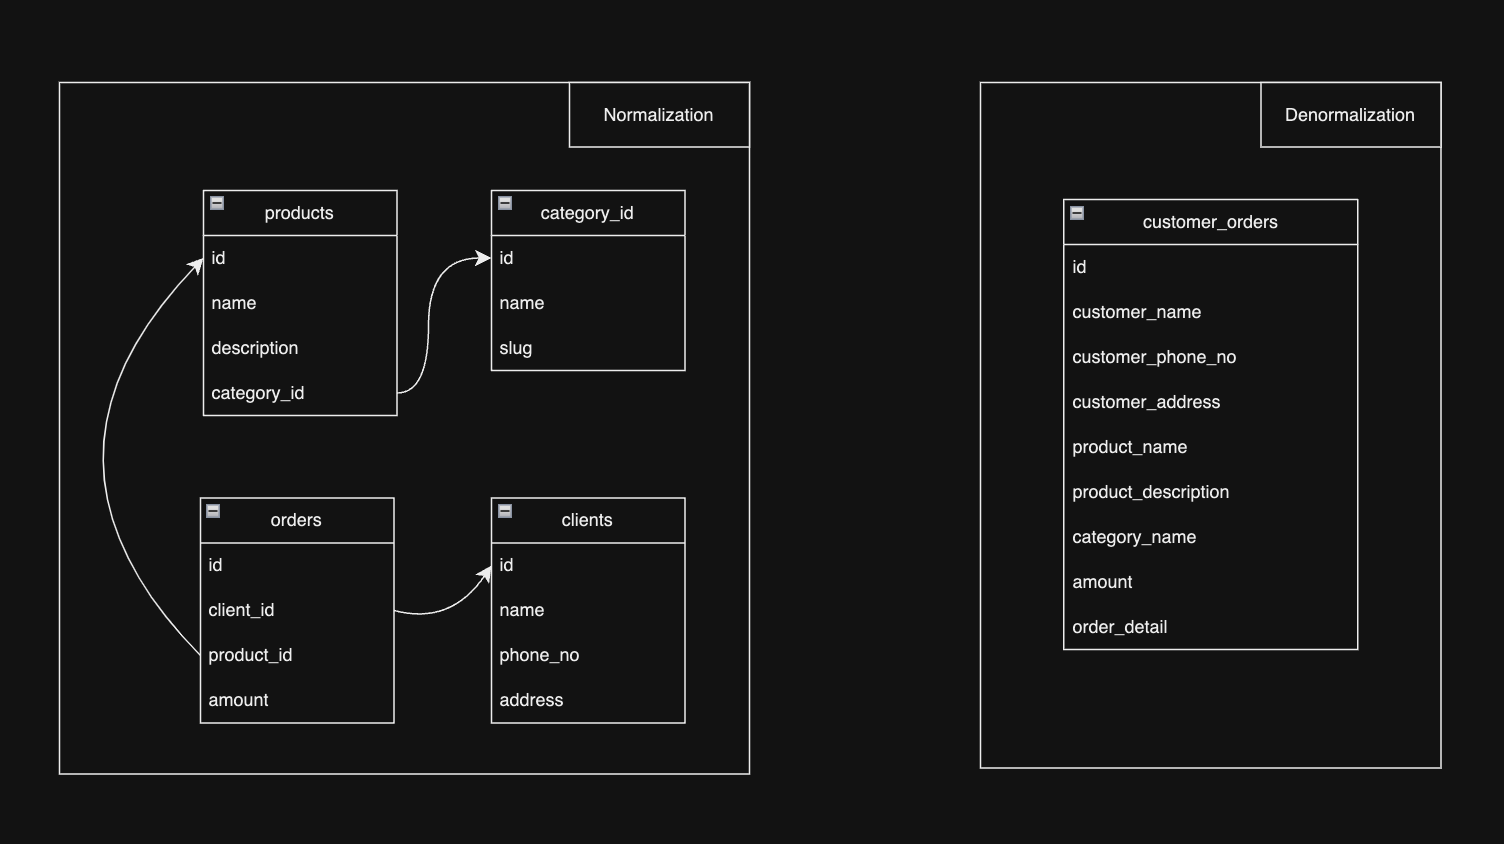 Normalization
products
id
name
description
category_id
category_id
id
name
slug
orders
id
client_id
product_id
amount
clients
id
name
phone_no
address
Denormalization
customer_orders
id
customer_name
customer_phone_no
customer_address
product_name
product_description
category_name
amount
order_detail